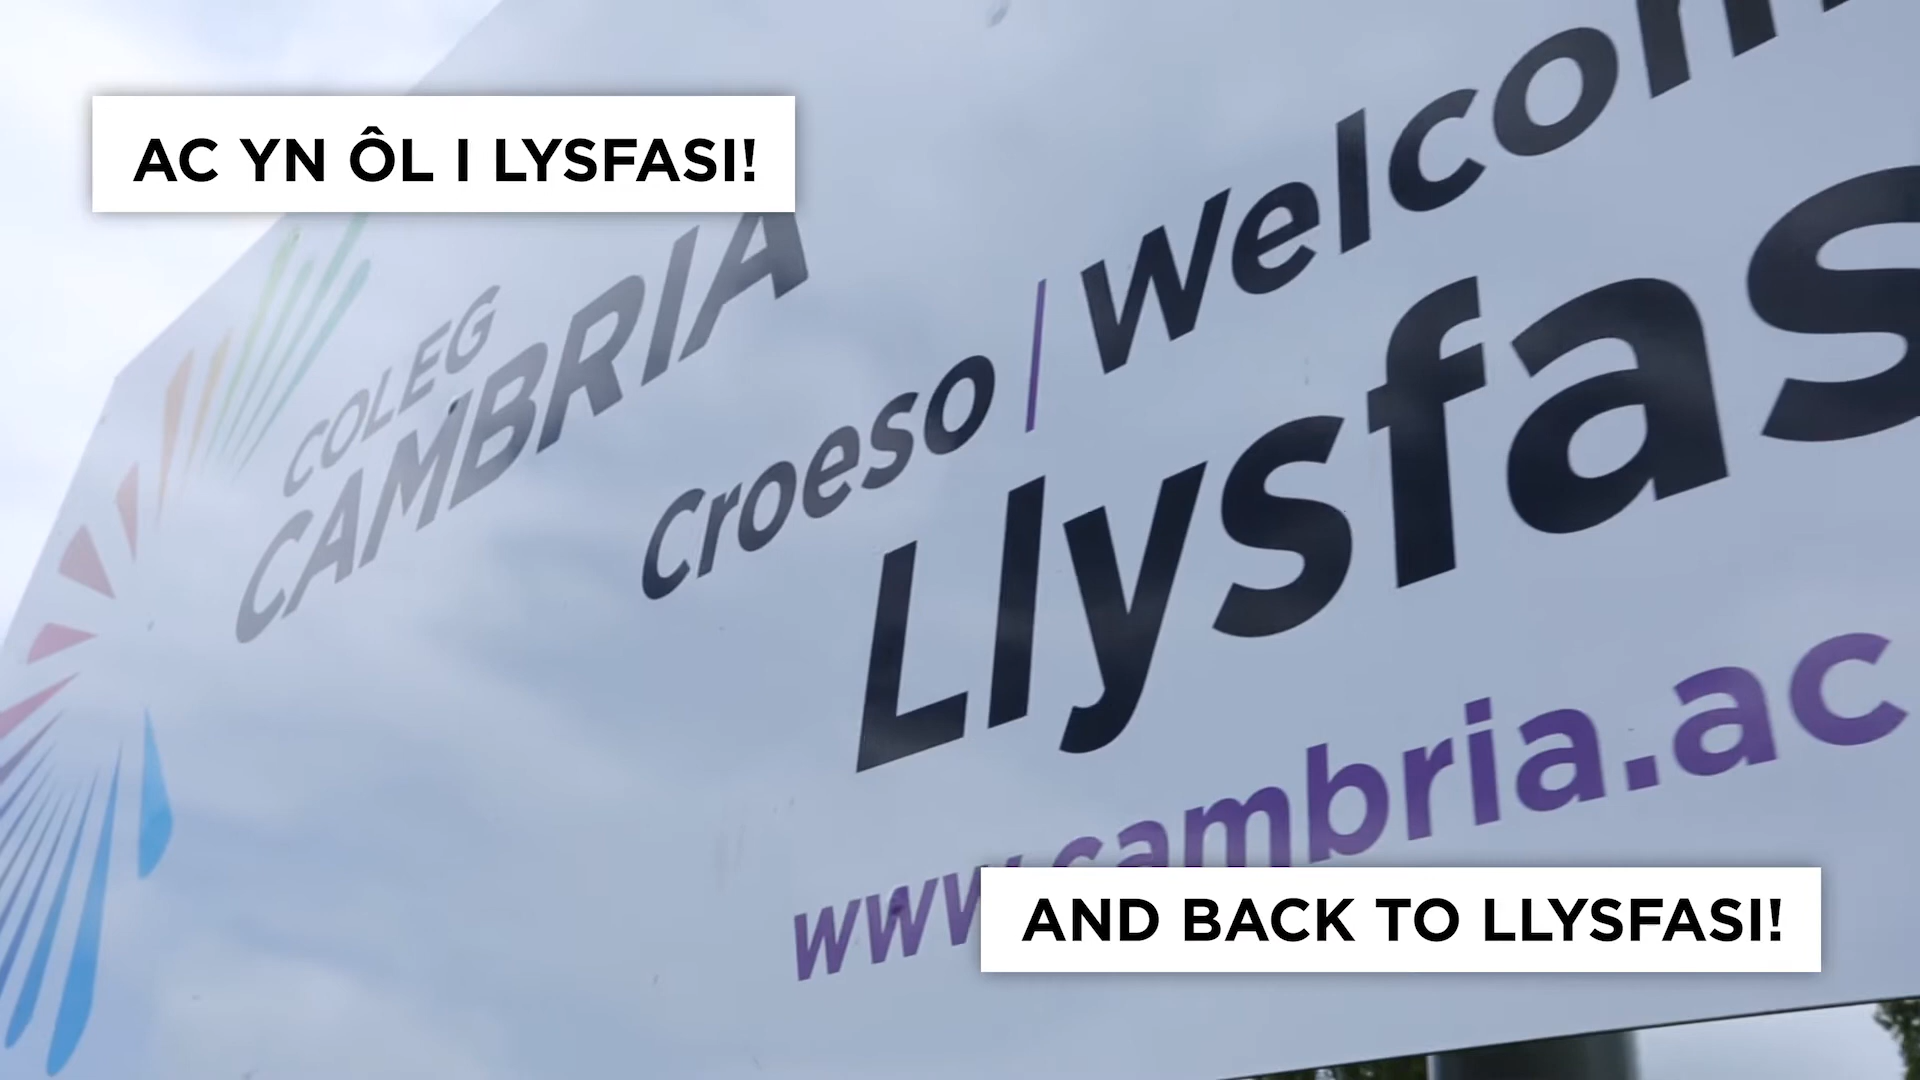 AC YN ÔL I LYSFASI!
COLEG
CAMBRIA
Croeso | Welcom
Llysfas
www.cambria.ac
AND BACK TO LLYSFASI!